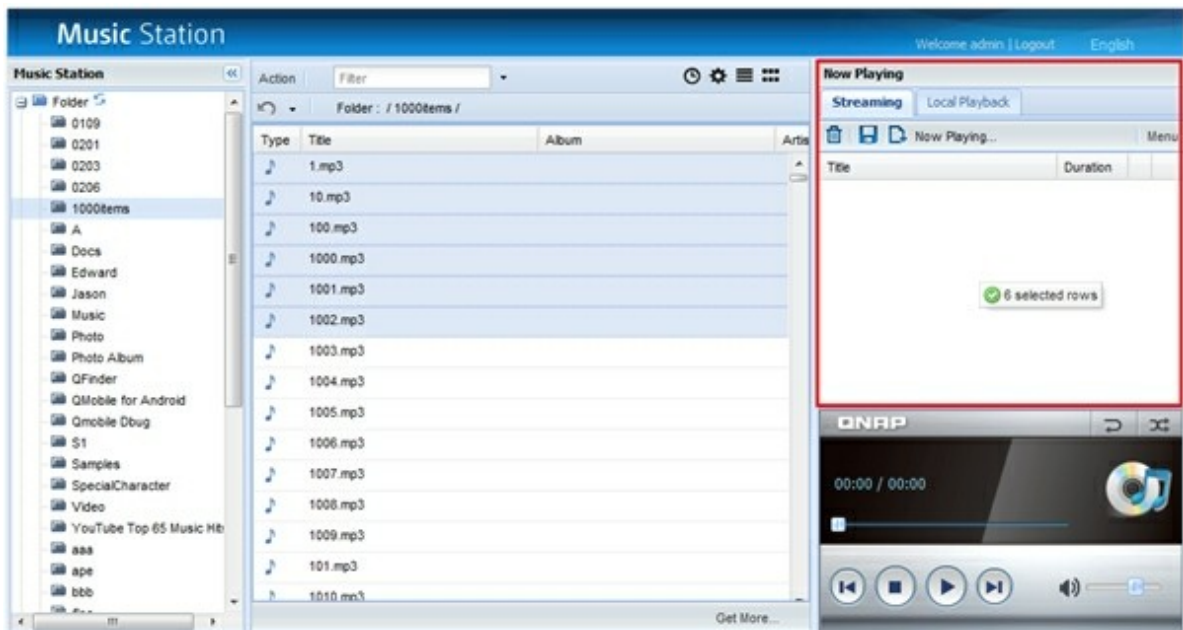 Music Station
Welcome admin | Logout English
Music Station
Folder
0109
0201
0203
0206
1000items
A
Docs
Edward
Jason
Music
Photo
Photo Album
QFinder
QMobile for Android
Qmobile Dbug
S1
Samples
SpecialCharacter
Video
YouTube Top 65 Music Hits
aaa
ape
bbb
Action Filter
Folder : / 1000items /
Type Title Album Artis
1.mp3
10.mp3
100.mp3
1000.mp3
1001.mp3
1002.mp3
1003.mp3
1004.mp3
1005.mp3
1006.mp3
1007.mp3
1008.mp3
1009.mp3
101.mp3
1010.mp3
Get More...
Now Playing
Streaming Local Playback
Now Playing... Menu
Title Duration
6 selected rows
QNAP
00:00 / 00:00